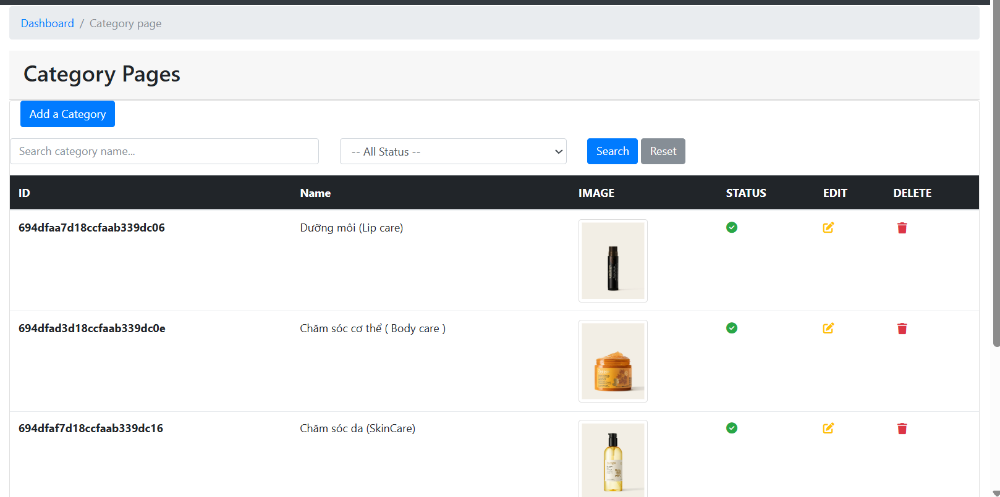 Dashboard / Category page
Category Pages
Add a Category
Search category name...
-- All Status --
Search
Reset
ID Name IMAGE STATUS EDIT DELETE
694dfaa7d18ccfaab339dc06 Dưỡng môi (Lip care)
694dfad3d18ccfaab339dc0e Chăm sóc cơ thể ( Body care )
694dfaf7d18ccfaab339dc16 Chăm sóc da (SkinCare)